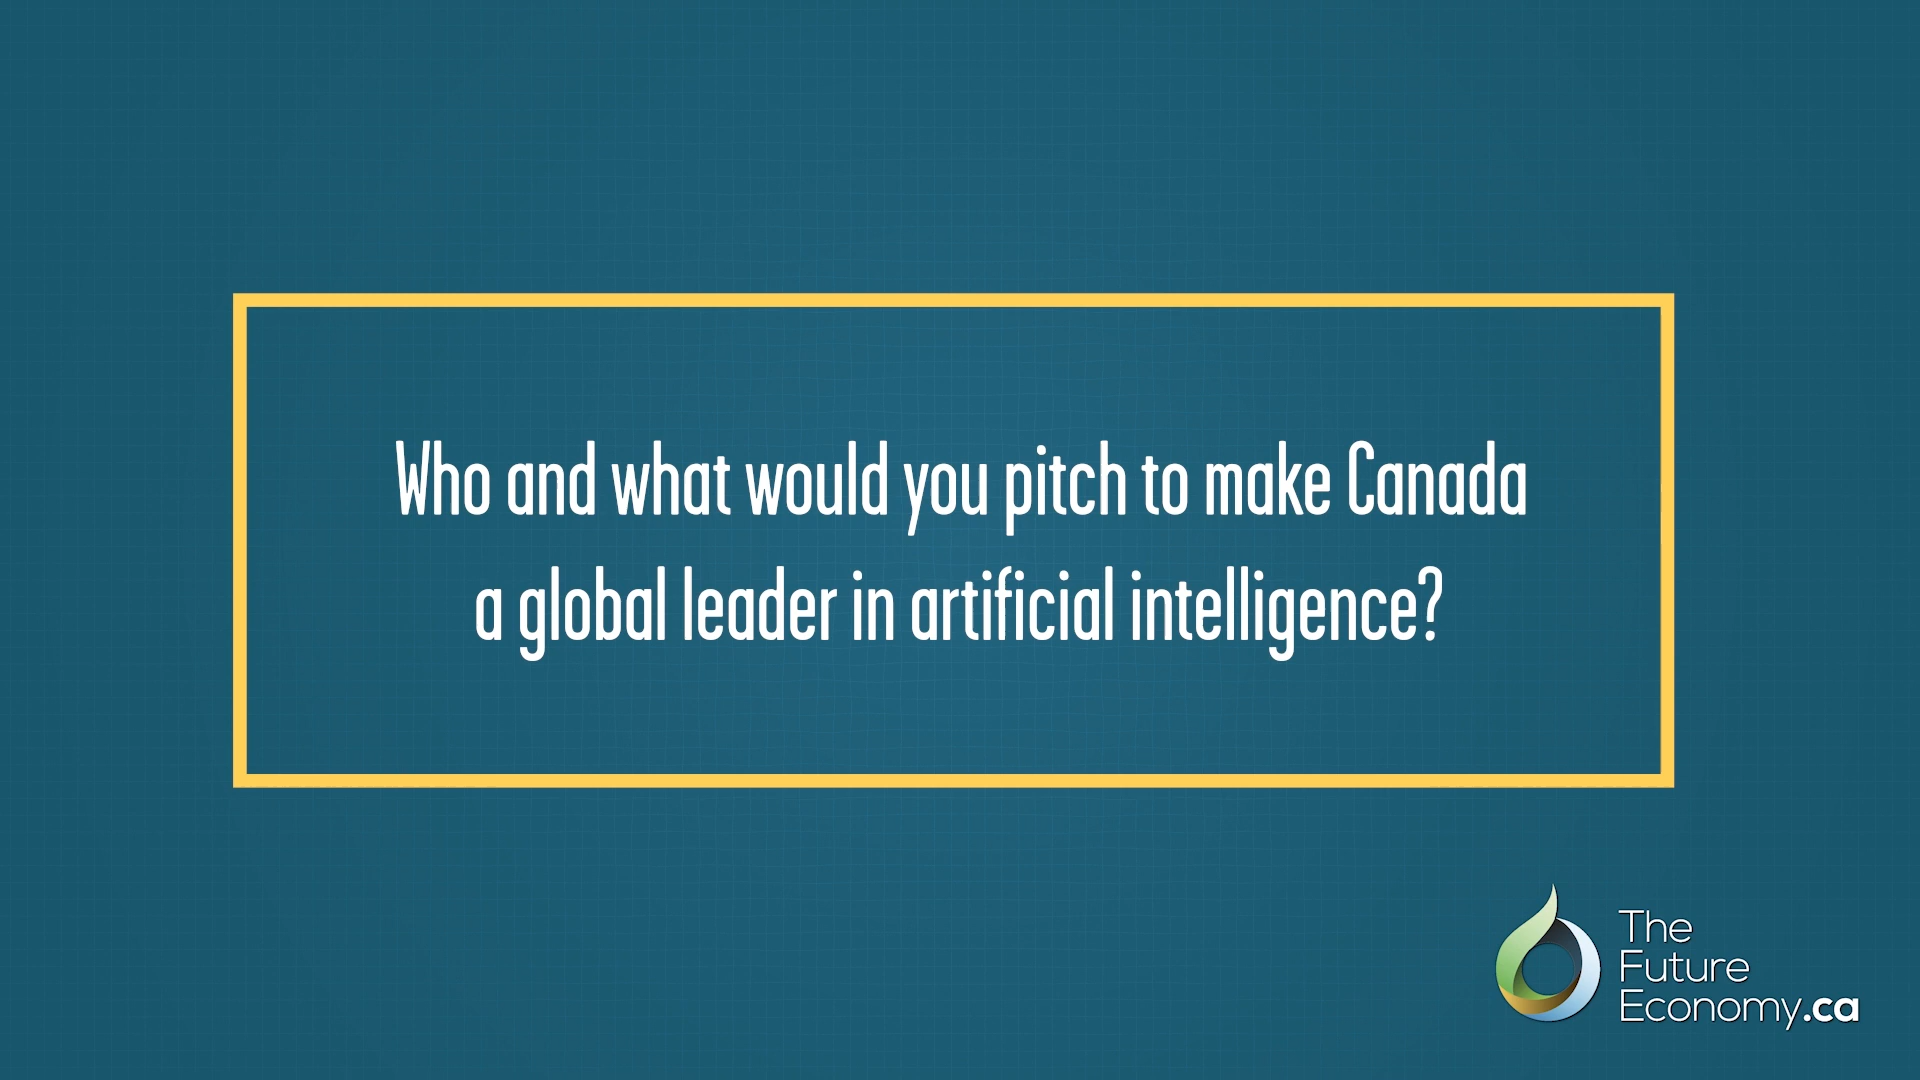 Who and what would you pitch to make Canada
a global leader in artificial intelligence?
The
Future
Economy.ca